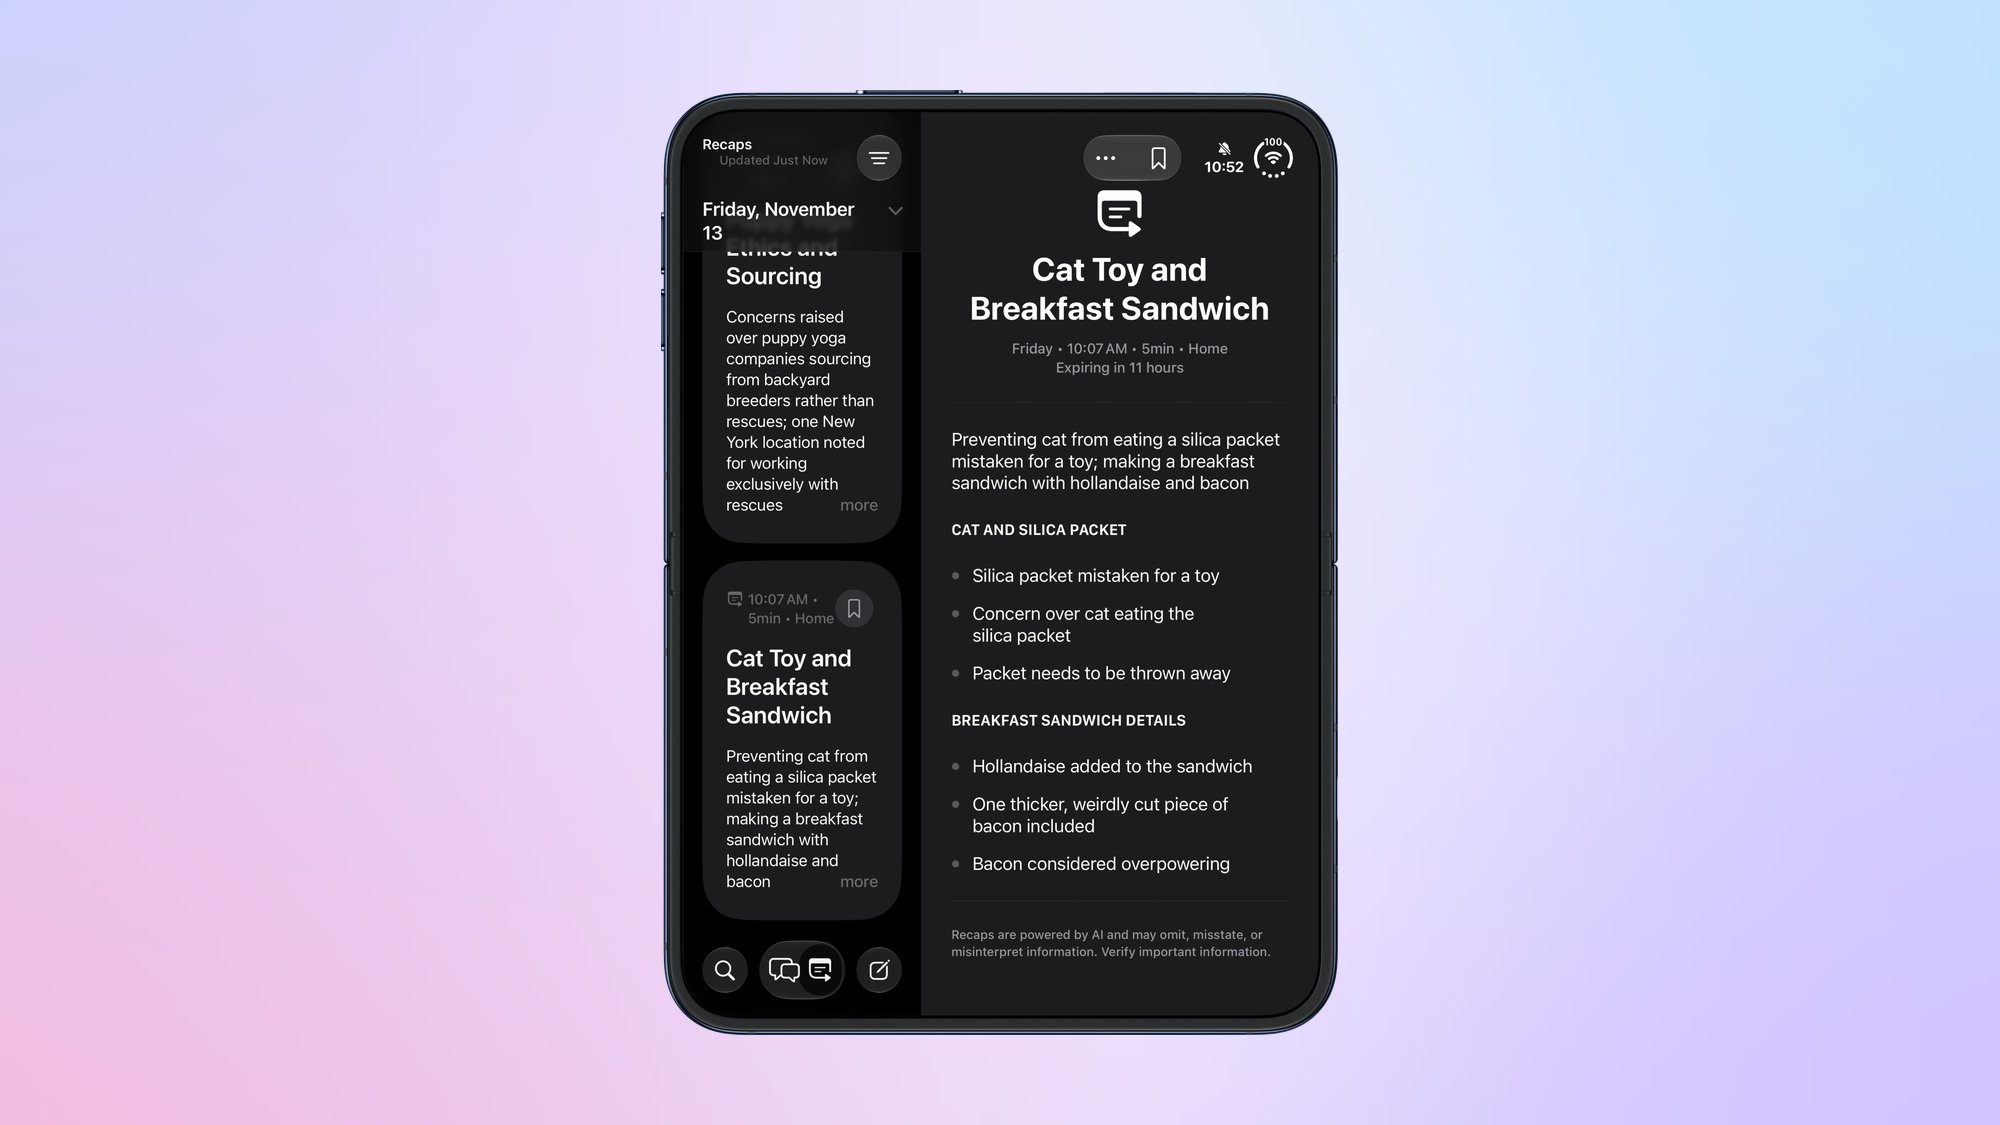 Recaps
Updated Just Now
Friday, November
13
Ethics and
Sourcing
Concerns raised
over puppy yoga
companies sourcing
from backyard
breeders rather than
rescues; one New
York location noted
for working
exclusively with
rescues more
10:07 AM •
5min • Home
Cat Toy and
Breakfast
Sandwich
Preventing cat from
eating a silica packet
mistaken for a toy;
making a breakfast
sandwich with
hollandaise and
bacon more
10:52
100
Cat Toy and
Breakfast Sandwich
Friday • 10:07 AM • 5min • Home
Expiring in 11 hours
Preventing cat from eating a silica packet
mistaken for a toy; making a breakfast
sandwich with hollandaise and bacon
CAT AND SILICA PACKET
• Silica packet mistaken for a toy
• Concern over cat eating the
silica packet
• Packet needs to be thrown away
BREAKFAST SANDWICH DETAILS
• Hollandaise added to the sandwich
• One thicker, weirdly cut piece of
bacon included
• Bacon considered overpowering
Recaps are powered by AI and may omit, misstate, or
misinterpret information. Verify important information.